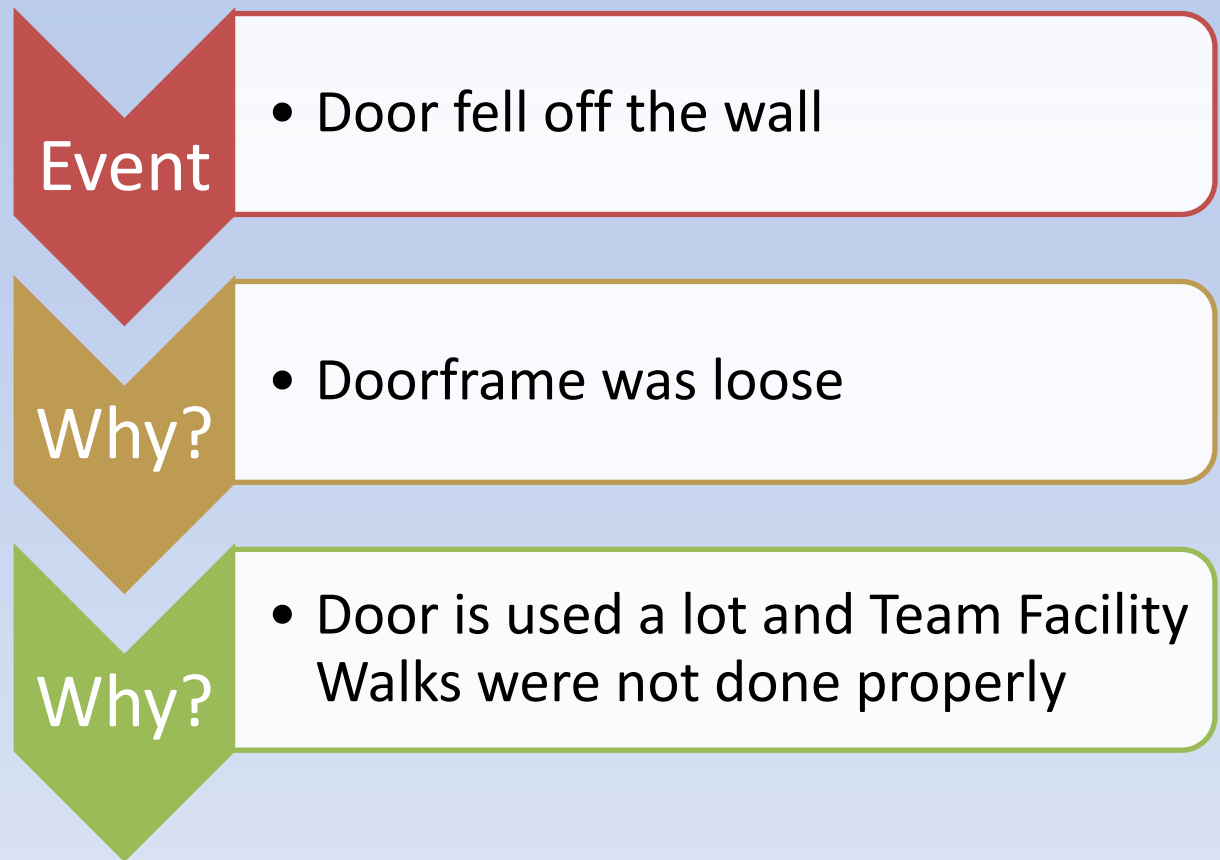 Event
• Door fell off the wall
Why?
• Doorframe was loose
Why?
• Door is used a lot and Team Facility
Walks were not done properly